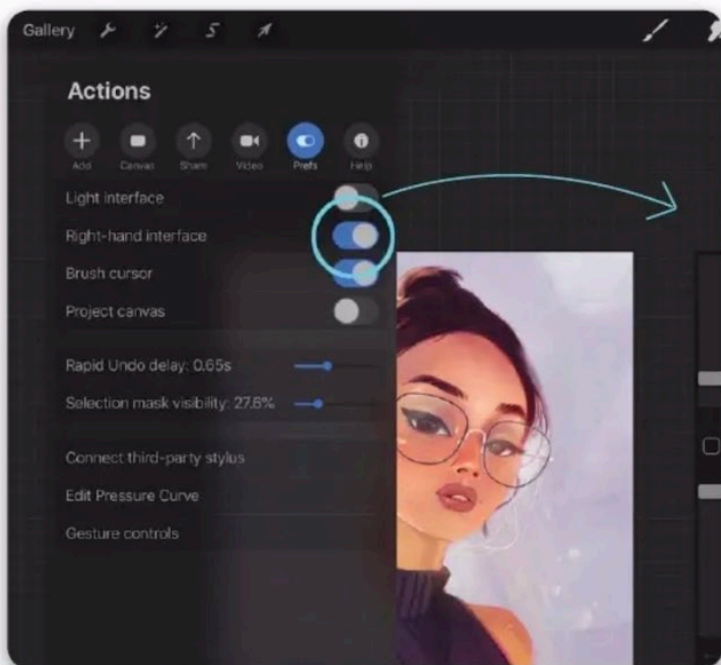 Gallery
Actions
Add Canvas Share Video Prefs Help
Light interface
Right-hand interface
Brush cursor
Project canvas
Rapid Undo delay: 0.65s
Selection mask visibility: 27.6%
Connect third-party stylus
Edit Pressure Curve
Gesture controls